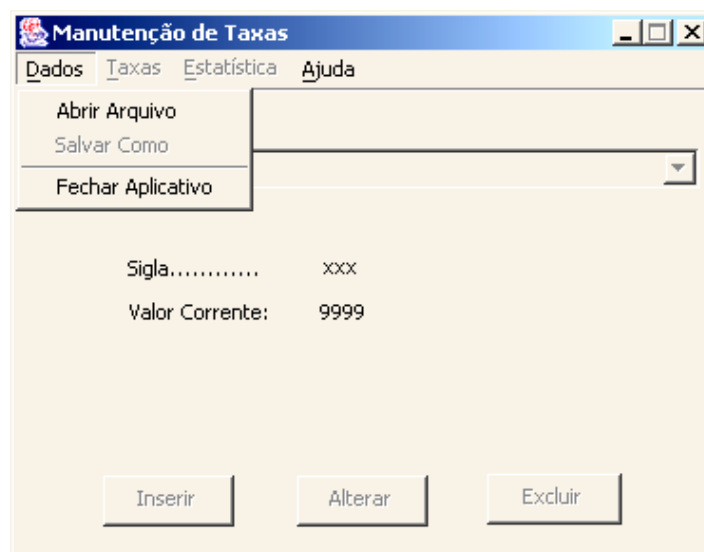 Manutenção de Taxas
Dados Taxas Estatística Ajuda
Abrir Arquivo
Salvar Como
Fechar Aplicativo
Sigla............ xxx
Valor Corrente: 9999
Inserir Alterar Excluir